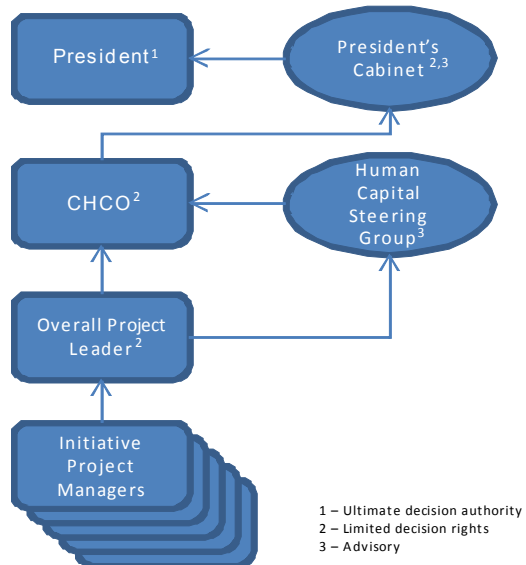 President¹
President’s
Cabinet ²,³
CHCO²
Human
Capital
Steering
Group³
Overall Project
Leader²
Initiative
Project
Managers
1 – Ultimate decision authority
2 – Limited decision rights
3 – Advisory